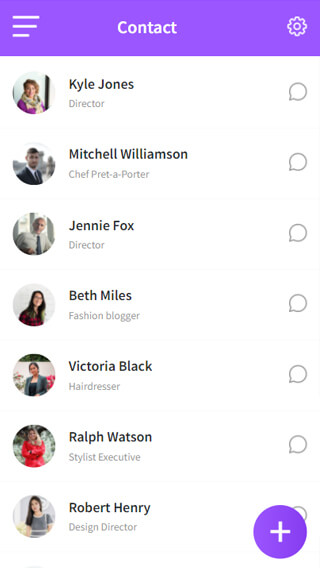 Contact
Kyle Jones
Director
Mitchell Williamson
Chef Pret-a-Porter
Jennie Fox
Director
Beth Miles
Fashion blogger
Victoria Black
Hairdresser
Ralph Watson
Stylist Executive
Robert Henry
Design Director